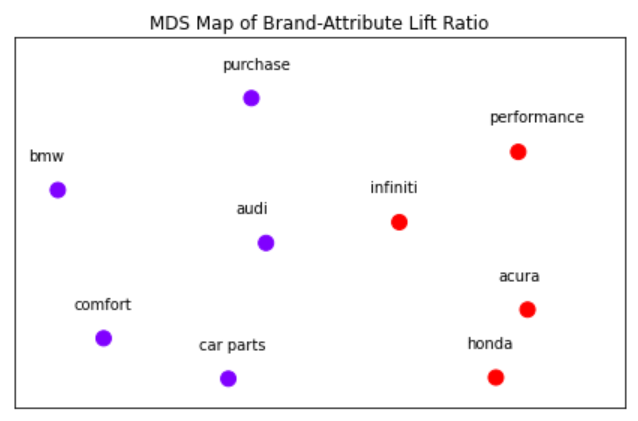 MDS Map of Brand-Attribute Lift Ratio
purchase
performance
bmw
infiniti
audi
acura
comfort
honda
car parts